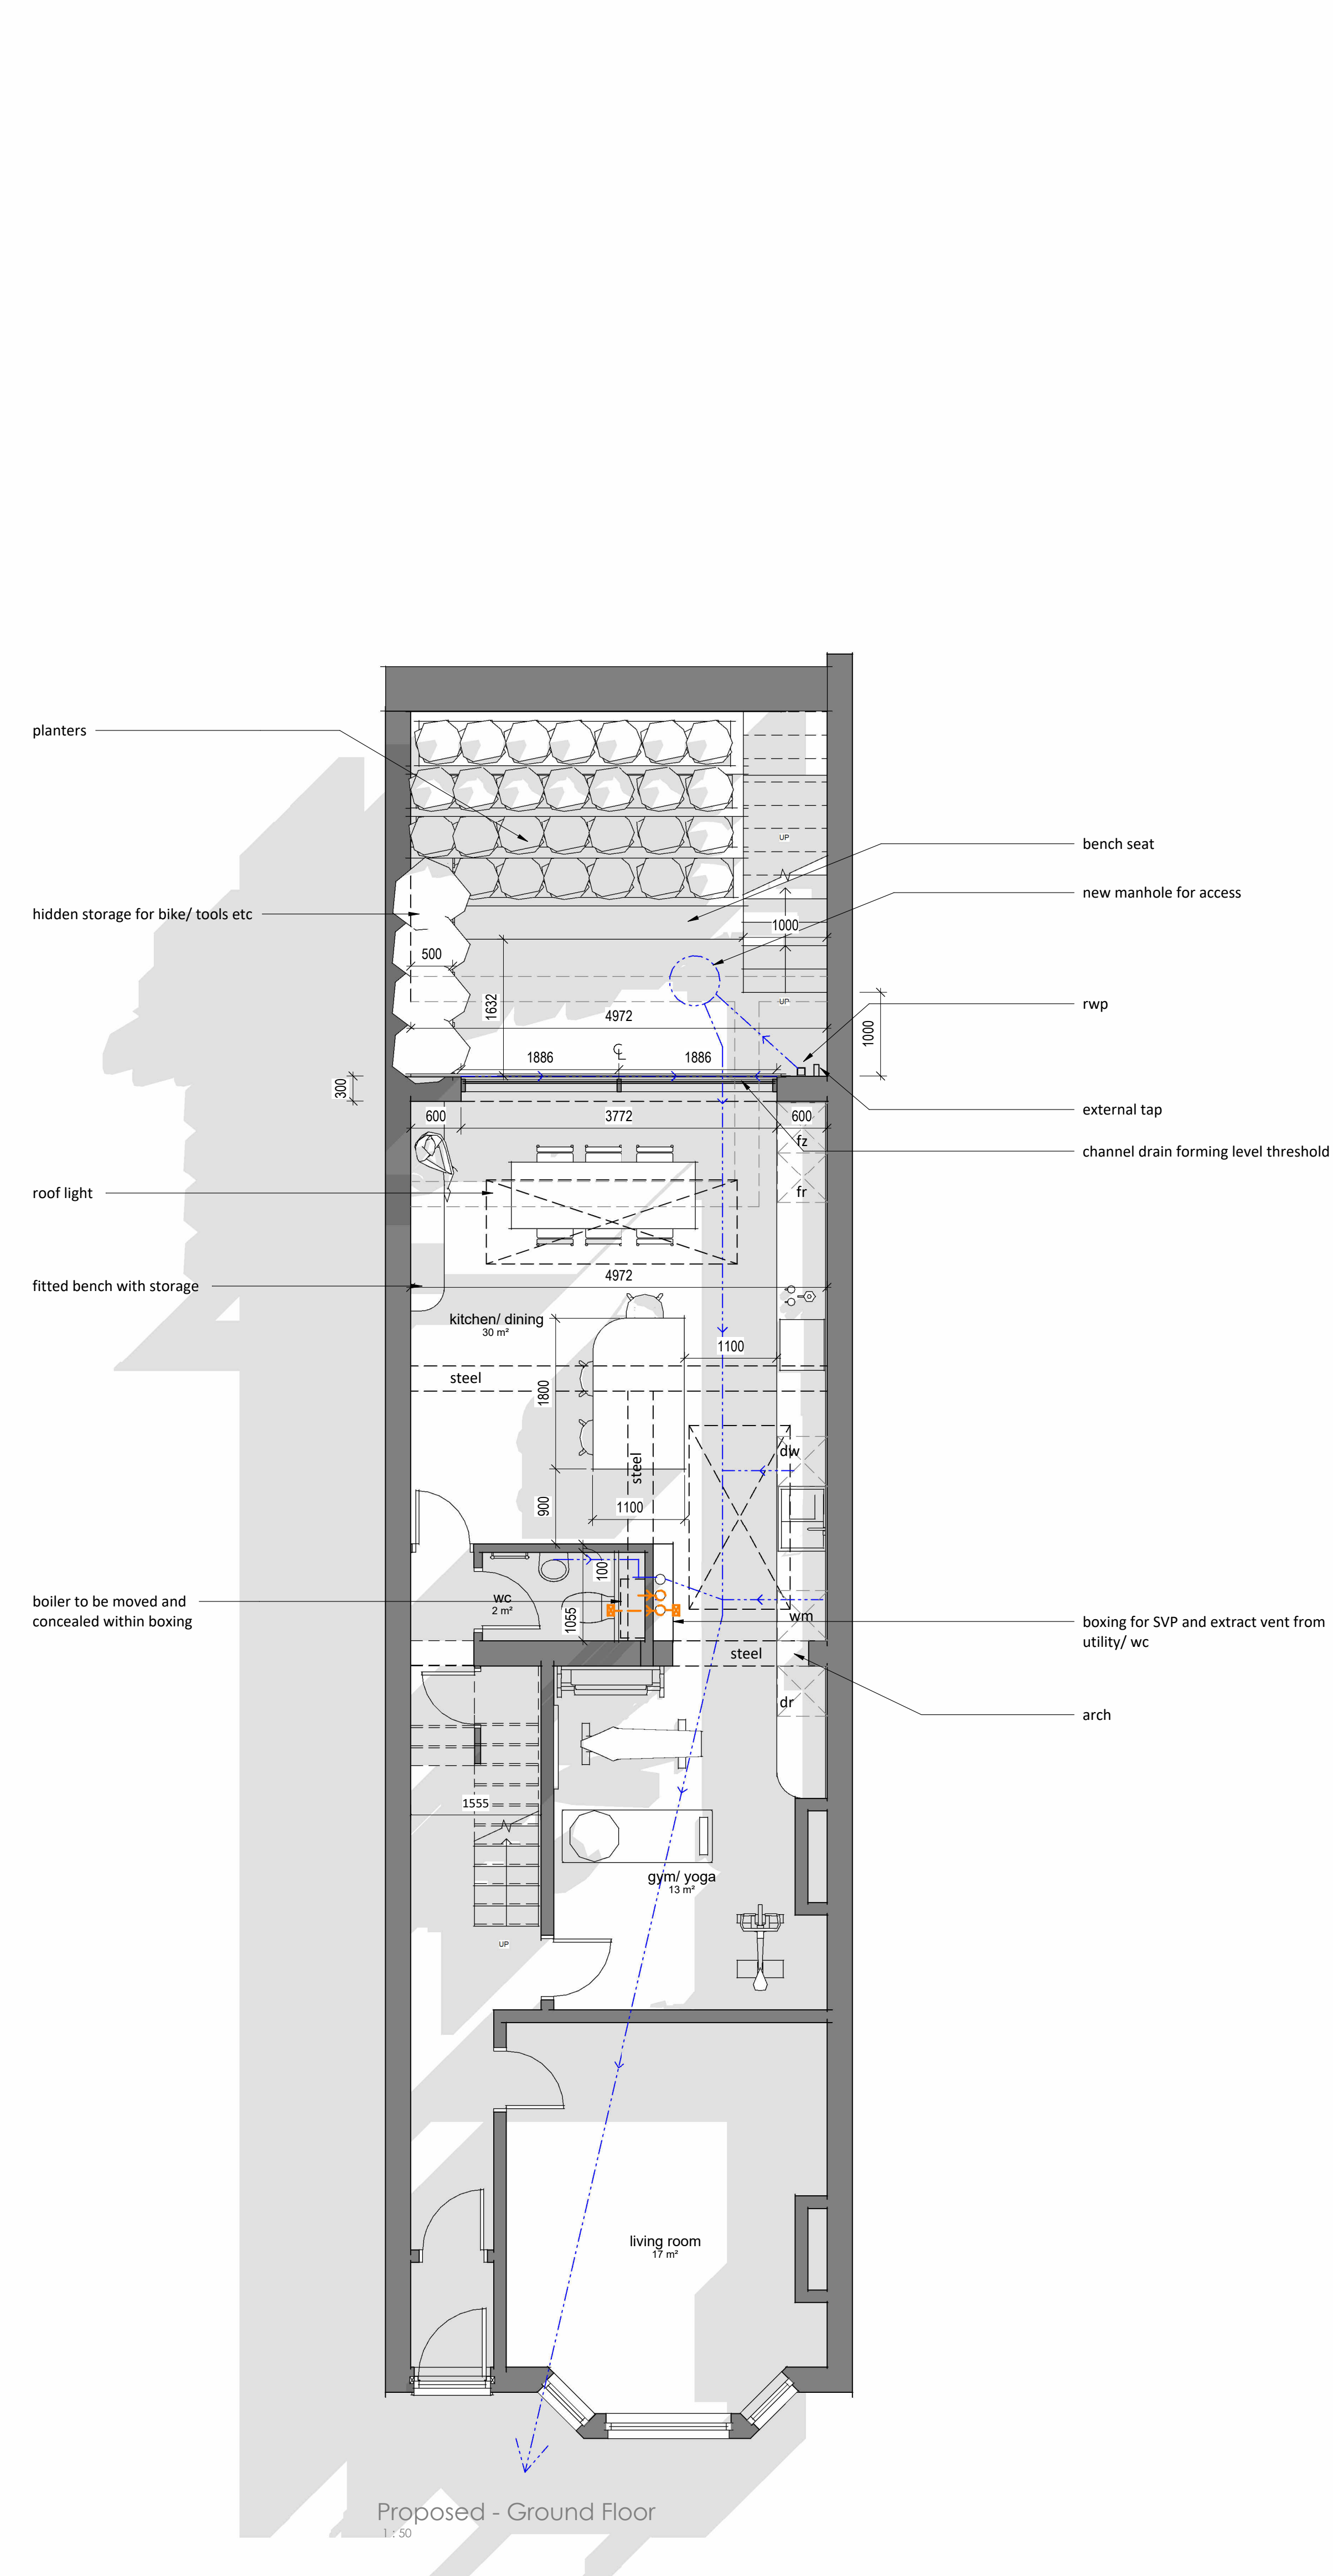 planters
UP
bench seat
new manhole for access
hidden storage for bike/ tools etc
1000
500
1632
UP
rwp
4972
1000
1886
CL
1886
300
external tap
600
3772
600
fz
channel drain forming level threshold
roof light
fr
4972
fitted bench with storage
kitchen/ dining
30 m²
1100
steel
1800
dw
steel
900
1100
100
wc
2 m²
1055
boiler to be moved and
concealed within boxing
wm
boxing for SVP and extract vent from
utility/ wc
steel
dr
arch
1555
gym/ yoga
13 m²
UP
living room
17 m²
Proposed - Ground Floor
1 : 50